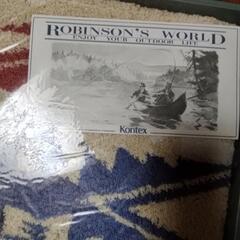 ROBINSON'S WORLD
ENJOY YOUR OUTDOOR LIFE
Kontex